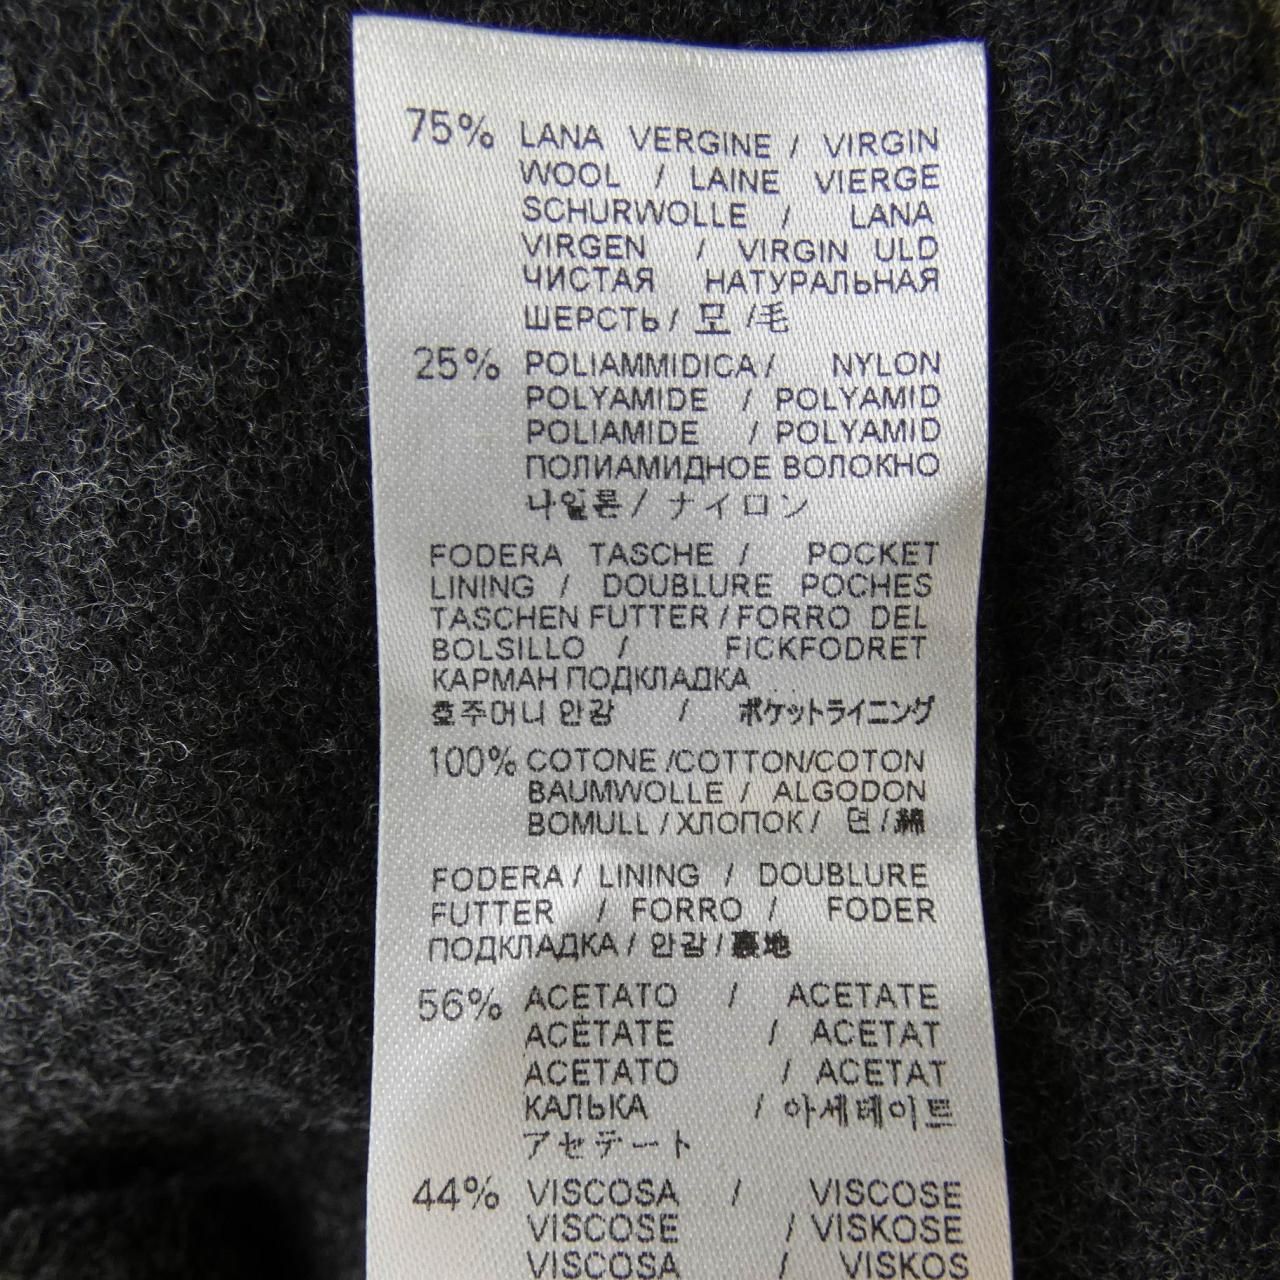 75% LANA VERGINE / VIRGIN
WOOL / LAINE VIERGE
SCHURWOLLE / LANA
VIRGEN / VIRGIN ULD
ЧИСТАЯ НАТУРАЛЬНАЯ
ШЕРСТЬ / 모 /毛
25% POLIAMMIDICA / NYLON
POLYAMIDE / POLYAMID
POLIAMIDE / POLYAMID
ПОЛИАМИДНОЕ ВОЛОКНО
나일론 / ナイロン
FODERA TASCHE / POCKET
LINING / DOUBLURE POCHES
TASCHEN FUTTER / FORRO DEL
BOLSILLO / FICKFODRET
КАРМАН ПОДКЛАДКА
호주머니 안감 / ポケットライニング
100% COTONE /COTTON/COTON
BAUMWOLLE / ALGODON
BOMULL / ХЛОПОК / 면 / 綿
FODERA / LINING / DOUBLURE
FUTTER / FORRO / FODER
ПОДКЛАДКА / 안감 / 裏地
56% ACETATO / ACETATE
ACÉTATE / ACETAT
ACETATO / ACETAT
КАЛЬКА / 아세테이트
アセテート
44% VISCOSA / VISCOSE
VISCOSE / VISKOSE
VISCOSA / VISKOS